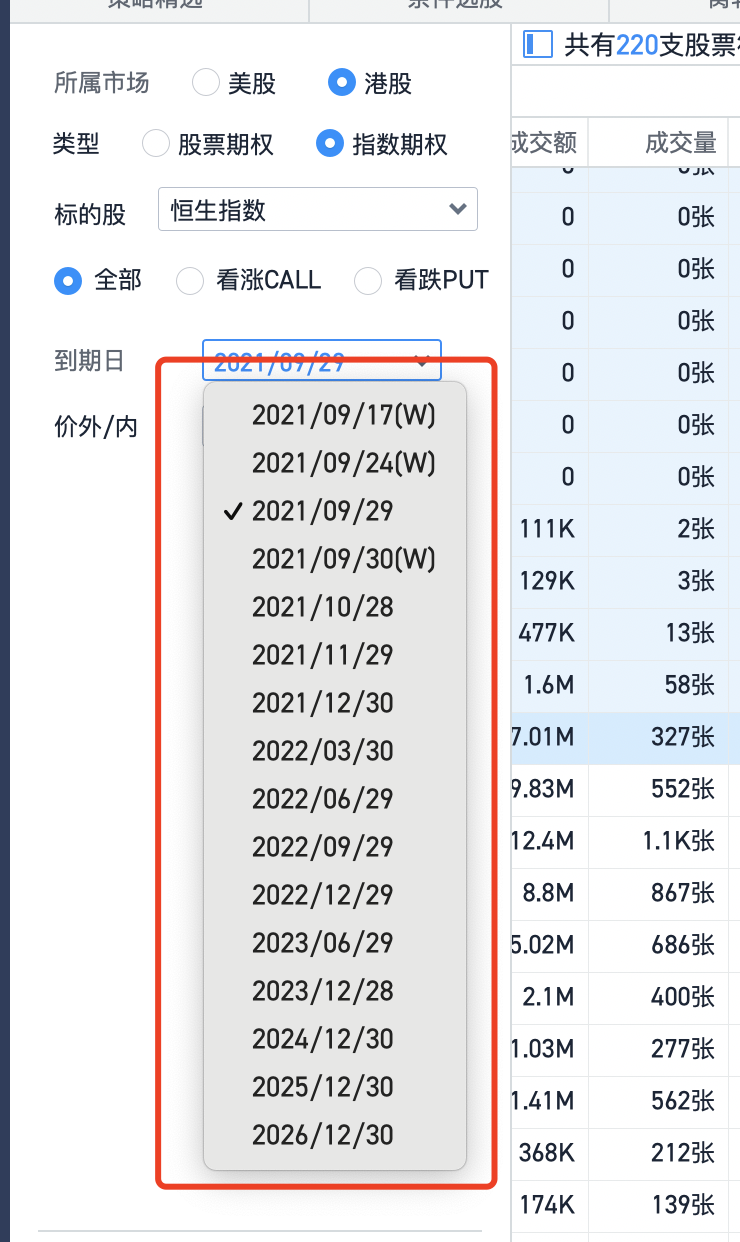 共有220支股票
所属市场 美股 港股
类型 股票期权 指数期权
标的股 恒生指数
全部 看涨CALL 看跌PUT
到期日 2021/09/29
价外/内
2021/09/17(W)
2021/09/24(W)
2021/09/29
2021/09/30(W)
2021/10/28
2021/11/29
2021/12/30
2022/03/30
2022/06/29
2022/09/29
2022/12/29
2023/06/29
2023/12/28
2024/12/30
2025/12/30
2026/12/30
成交额 成交量
0 0张
0 0张
0 0张
0 0张
0 0张
0 0张
0 0张
111K 2张
129K 3张
477K 13张
1.6M 58张
7.01M 327张
9.83M 552张
12.4M 1.1K张
8.8M 867张
5.02M 686张
2.1M 400张
1.03M 277张
1.41M 562张
368K 212张
174K 139张